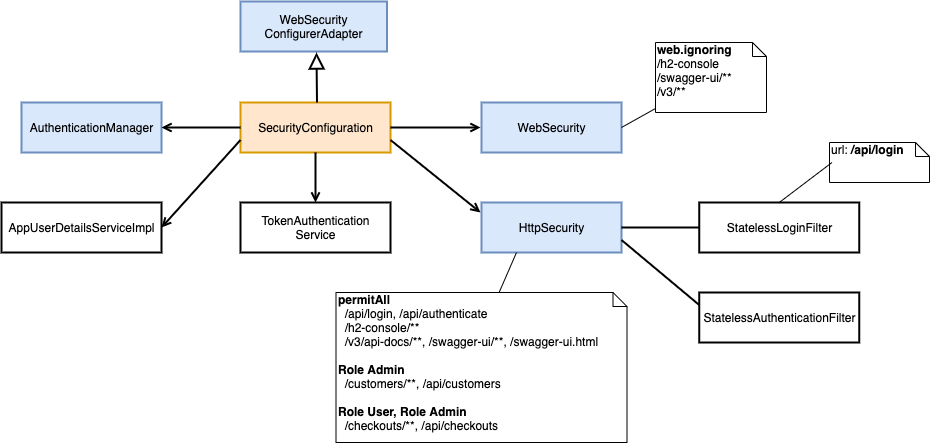 WebSecurity
ConfigurerAdapter
web.ignoring
/h2-console
/swagger-ui/**
/v3/**
AuthenticationManager
SecurityConfiguration
WebSecurity
url: /api/login
AppUserDetailsServiceImpl
TokenAuthentication
Service
HttpSecurity
StatelessLoginFilter
StatelessAuthenticationFilter
permitAll
/api/login, /api/authenticate
/h2-console/**
/v3/api-docs/**, /swagger-ui/**, /swagger-ui.html
Role Admin
/customers/**, /api/customers
Role User, Role Admin
/checkouts/**, /api/checkouts